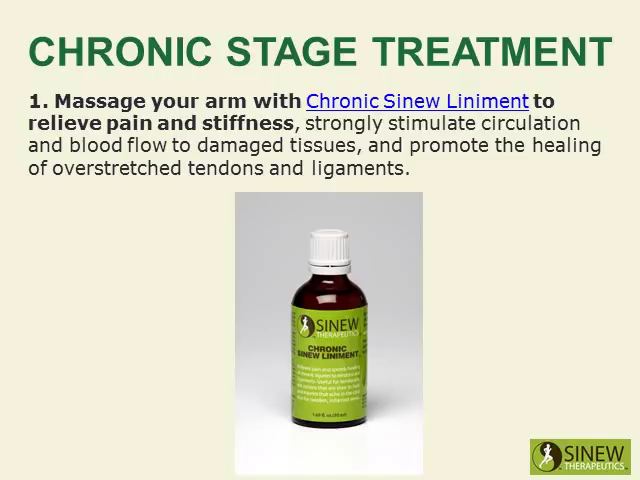 CHRONIC STAGE TREATMENT
1. Massage your arm with Chronic Sinew Liniment to
relieve pain and stiffness, strongly stimulate circulation
and blood flow to damaged tissues, and promote the healing
of overstretched tendons and ligaments.
SINEW
THERAPEUTICS
CHRONIC
SINEW LINIMENT
SINEW
THERAPEUTICS